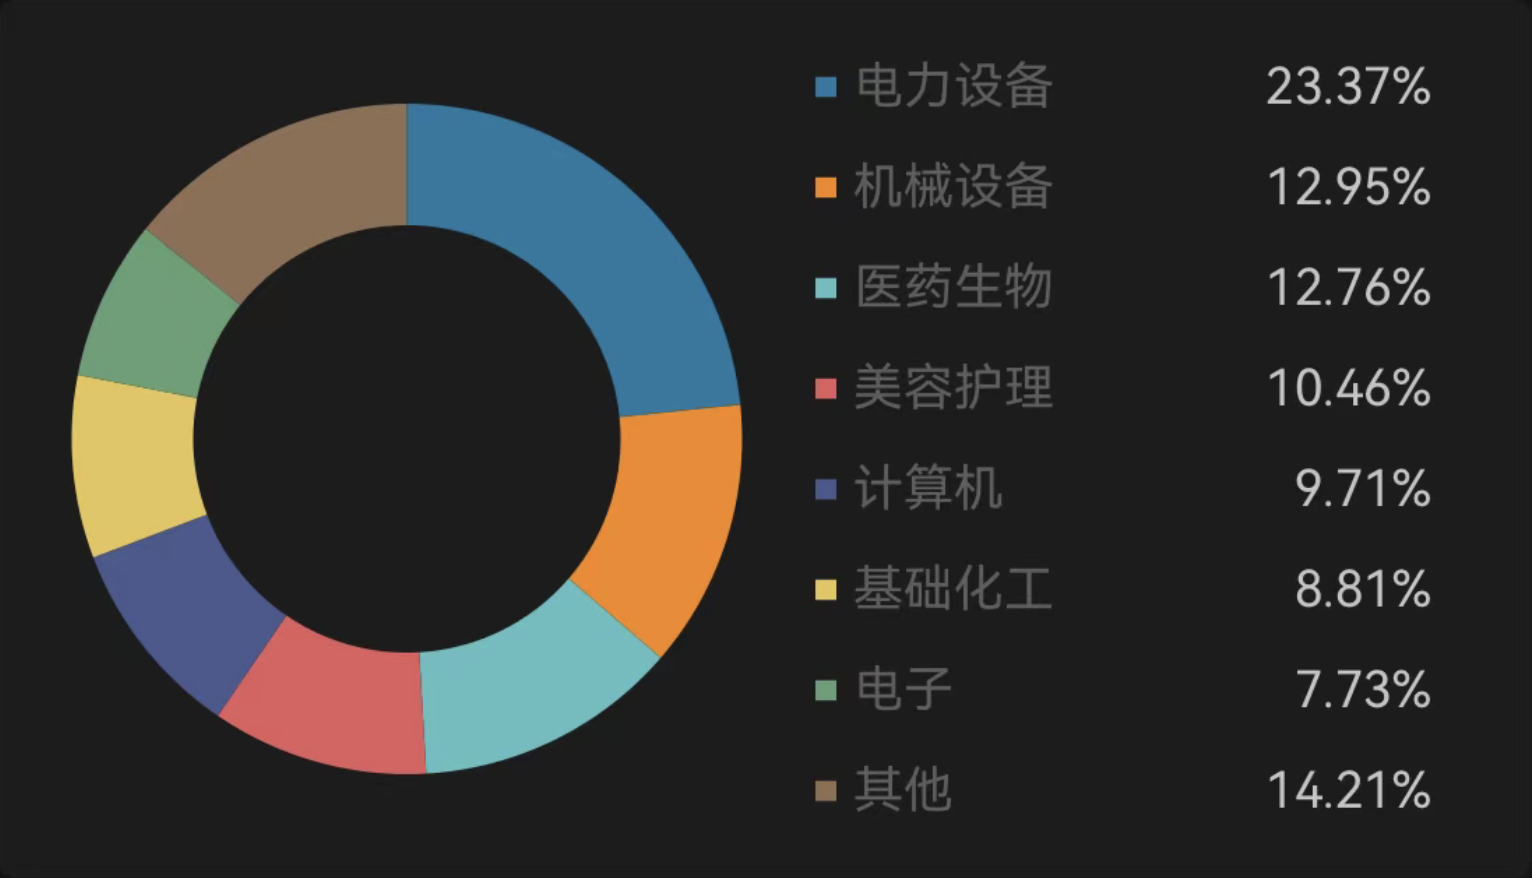 电力设备 23.37%
机械设备 12.95%
医药生物 12.76%
美容护理 10.46%
计算机 9.71%
基础化工 8.81%
电子 7.73%
其他 14.21%